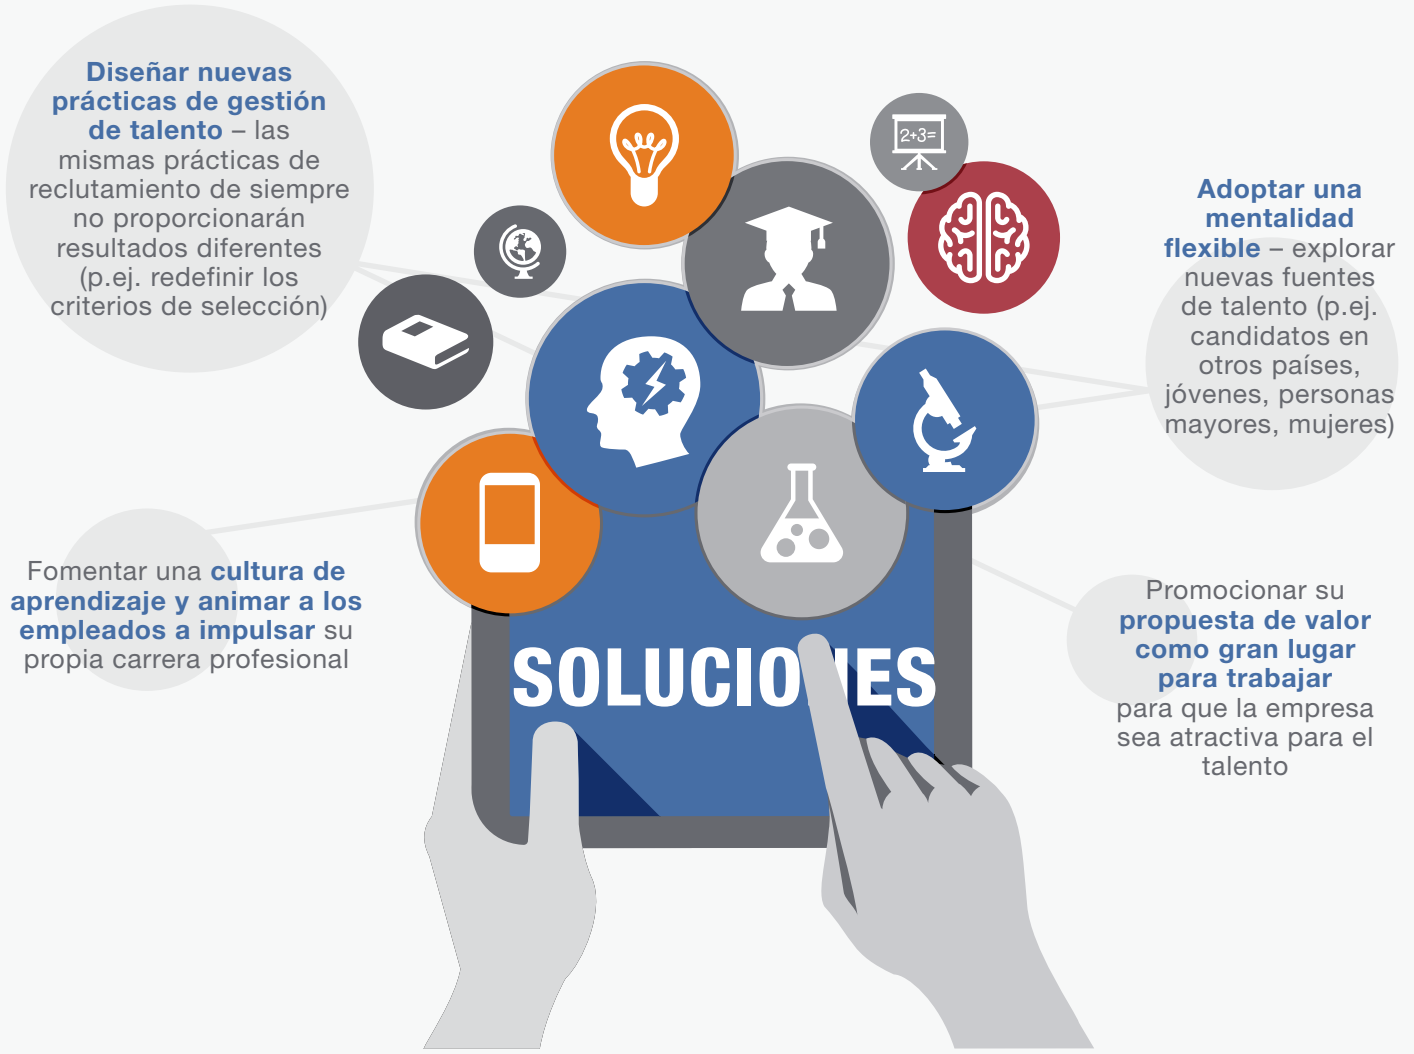 Diseñar nuevas
prácticas de gestión
de talento – las
mismas prácticas de
reclutamiento de siempre
no proporcionarán
resultados diferentes
(p.ej. redefinir los
criterios de selección)
2+3=
Adoptar una
mentalidad
flexible – explorar
nuevas fuentes
de talento (p.ej.
candidatos en
otros países,
jóvenes, personas
mayores, mujeres)
Fomentar una cultura de
aprendizaje y animar a los
empleados a impulsar su
propia carrera profesional
SOLUCIONES
Promocionar su
propuesta de valor
como gran lugar
para trabajar
para que la empresa
sea atractiva para el
talento